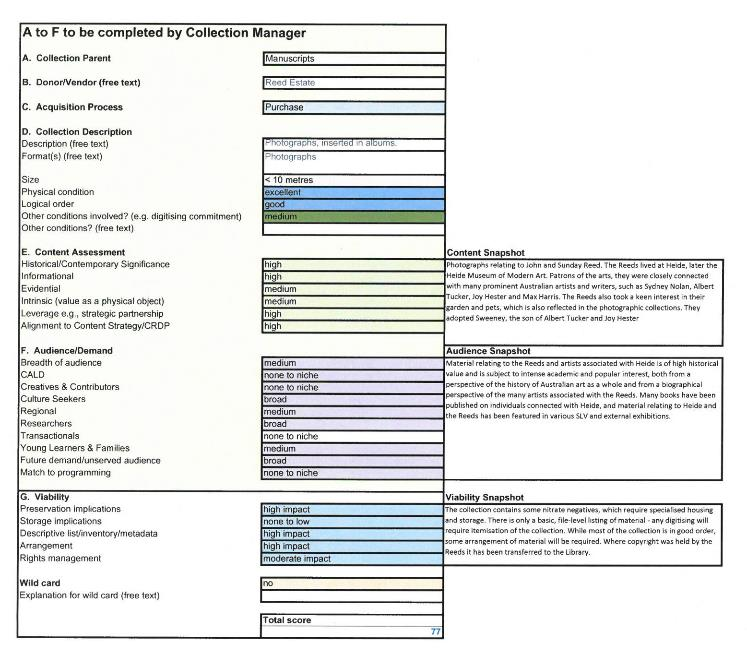 A to F to be completed by Collection Manager
A. Collection Parent Manuscripts
B. Donor/Vendor (free text) Reed Estate
C. Acquisition Process Purchase
D. Collection Description
Description (free text) Photographs, inserted in albums.
Format(s) (free text) Photographs
Size < 10 metres
Physical condition excellent
Logical order good
Other conditions involved? (e.g. digitising commitment) medium
Other conditions? (free text)
E. Content Assessment
Historical/Contemporary Significance high
Informational high
Evidential medium
Intrinsic (value as a physical object) medium
Leverage e.g., strategic partnership high
Alignment to Content Strategy/CRDP high
Content Snapshot
Photographs relating to John and Sunday Reed. The Reeds lived at Heide, later the
Heide Museum of Modern Art. Patrons of the arts, they were closely connected
with many prominent Australian artists and writers, such as Sydney Nolan, Albert
Tucker, Joy Hester and Max Harris. The Reeds also took a keen interest in their
garden and pets, which is also reflected in the photographic collections. They
adopted Sweeney, the son of Albert Tucker and Joy Hester
F. Audience/Demand
Breadth of audience medium
CALD none to niche
Creatives & Contributors none to niche
Culture Seekers broad
Regional medium
Researchers broad
Transactionals none to niche
Young Learners & Families medium
Future demand/unserved audience broad
Match to programming none to niche
Audience Snapshot
Material relating to the Reeds and artists associated with Heide is of high historical
value and is subject to intense academic and popular interest, both from a
perspective of the history of Australian art as a whole and from a biographical
perspective of the many artists associated with the Reeds. Many books have been
published on individuals connected with Heide, and material relating to Heide and
the Reeds has been featured in various SLV and external exhibitions.
G. Viability
Preservation implications high impact
Storage implications none to low
Descriptive list/inventory/metadata high impact
Arrangement high impact
Rights management moderate impact
Viability Snapshot
The collection contains some nitrate negatives, which require specialised housing
and storage. There is only a basic, file-level listing of material - any digitising will
require itemisation of the collection. While most of the collection is in good order,
some arrangement of material will be required. Where copyright was held by the
Reeds it has been transferred to the Library.
Wild card no
Explanation for wild card (free text)
Total score
77